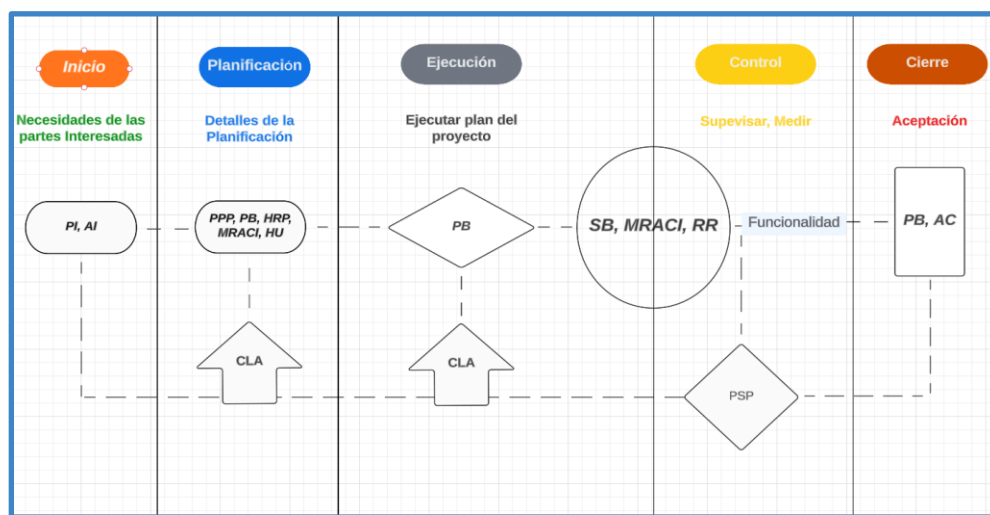 Inicio
Planificación
Ejecución
Control
Cierre
Necesidades de las
partes Interesadas
Detalles de la
Planificación
Ejecutar plan del
proyecto
Supevisar, Medir
Aceptación
PI, AI
PPP, PB, HRP,
MRACI, HU
PB
SB, MRACI, RR
Funcionalidad
PB, AC
CLA
CLA
PSP